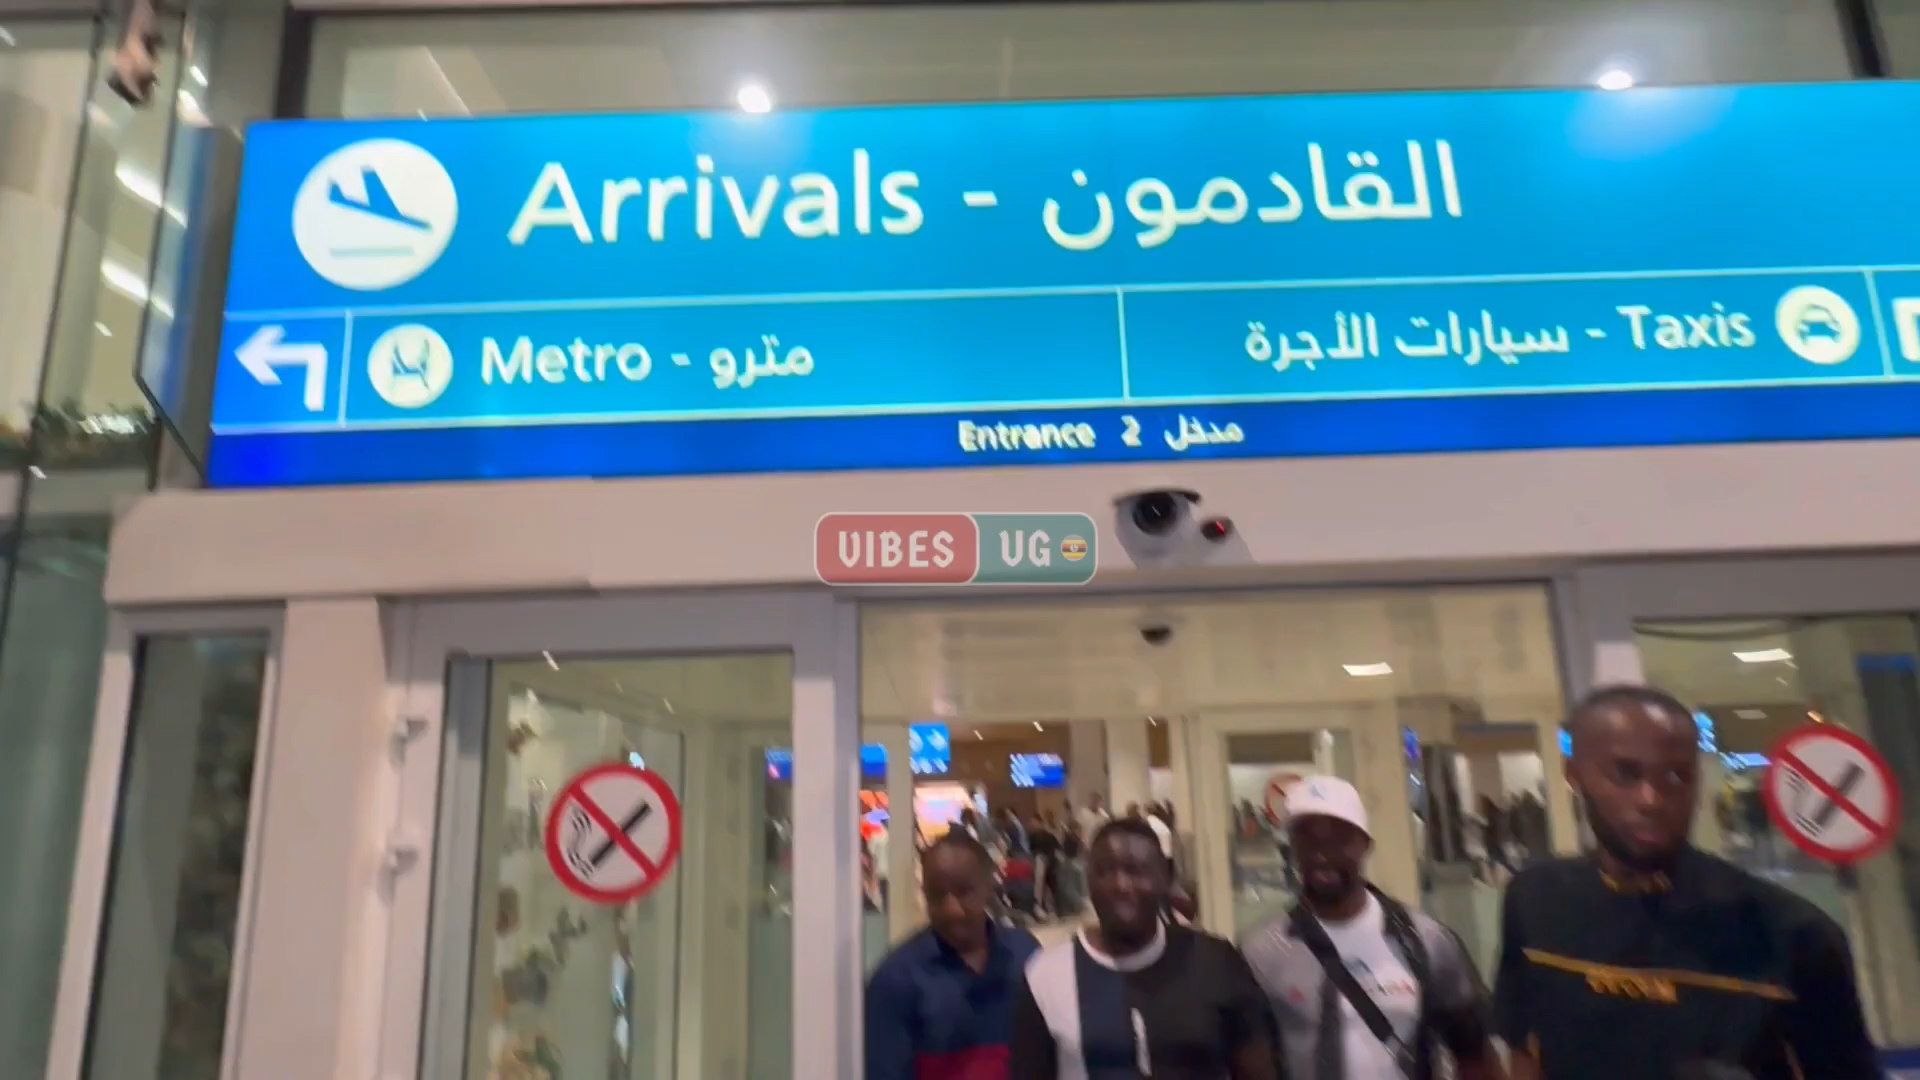 Arrivals - القادمون
Metro - مترو
سيارات الأجرة - Taxis
Entrance 2 مدخل
VIBES UG